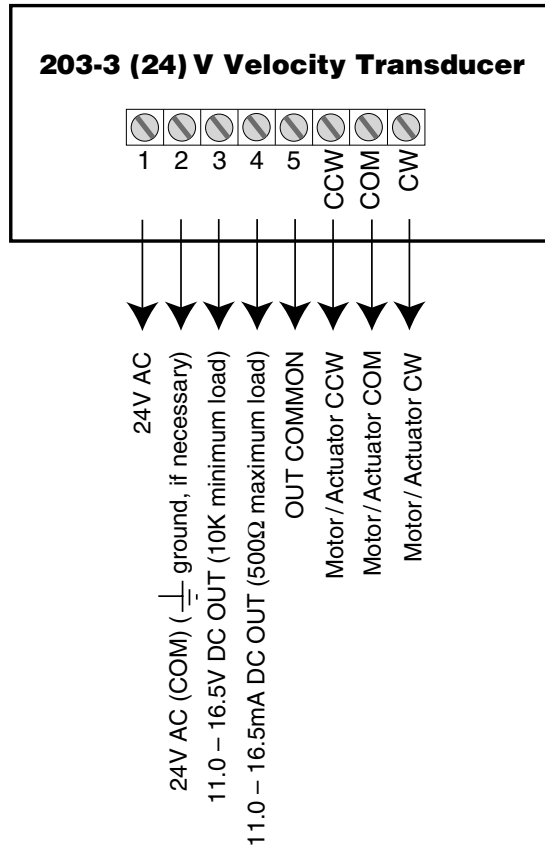 203-3 (24) V Velocity Transducer
1
2
3
4
5
CCW
COM
CW
24V AC
24V AC (COM) (⏚ ground, if necessary)
11.0 – 16.5V DC OUT (10K minimum load)
11.0 – 16.5mA DC OUT (500Ω maximum load)
OUT COMMON
Motor/Actuator CCW
Motor/Actuator COM
Motor/Actuator CW